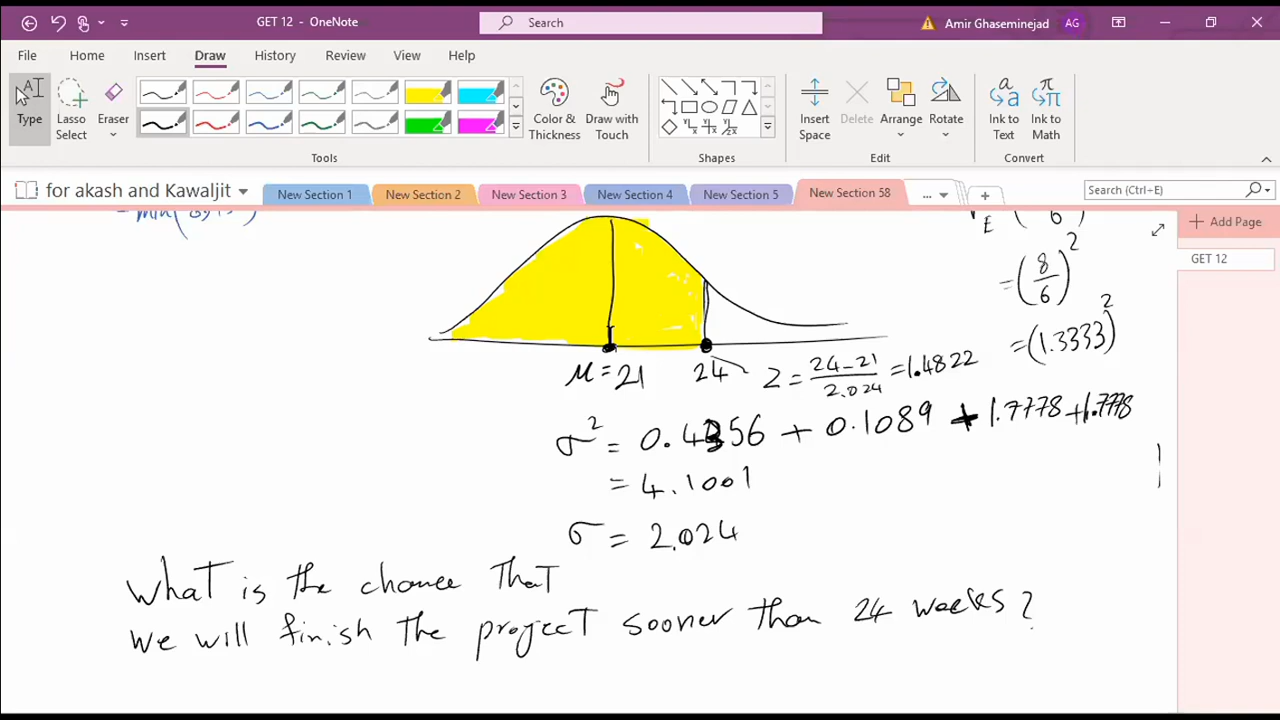 GET 12 - OneNote
Search
Amir Ghaseminejad AG
File Home Insert Draw History Review View Help
Type
Lasso Select
Eraser
Color & Thickness
Draw with Touch
Insert Space
Delete
Arrange
Rotate
Ink to Text
Ink to Math
Tools Shapes Edit Convert
for akash and Kawaljit
New Section 1 New Section 2 New Section 3 New Section 4 New Section 5 New Section 58 ...
Search (Ctrl+E)
Add Page
GET 12
E ( 6 )
= (8/6)²
= (1.3333)²
μ = 21 24 Z = 24-21/2.024 = 1.4822
σ² = 0.4356 + 0.1089 + 1.7778 + 1.7778
= 4.1001
σ = 2.024
What is the chance that
we will finish the project sooner than 24 weeks?